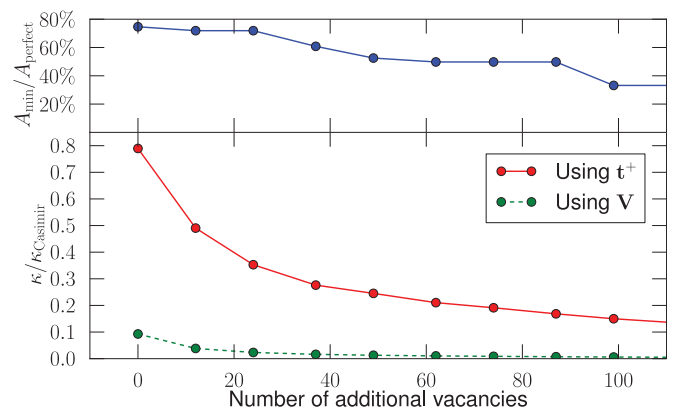 80%
60%
40%
20%
A_min/A_perfect
0.8
0.7
0.6
0.5
0.4
0.3
0.2
0.1
0.0
κ/κ_Casimir
Using t⁺
Using V
0 20 40 60 80 100
Number of additional vacancies